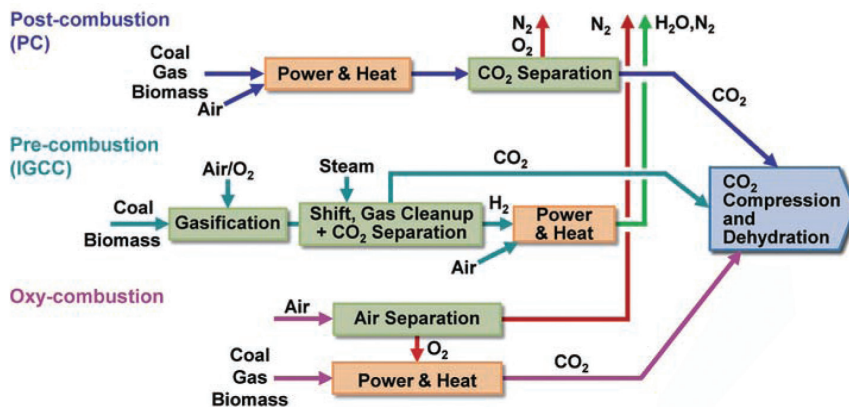 Post-combustion
(PC)
Coal
Gas
Biomass
Air
Power & Heat
N₂
O₂
CO₂ Separation
N₂
H₂O,N₂
CO₂
Pre-combustion
(IGCC)
Air/O₂
Coal
Biomass
Gasification
Steam
Shift, Gas Cleanup
+ CO₂ Separation
CO₂
H₂
Air
Power
& Heat
CO₂
Compression
and
Dehydration
Oxy-combustion
Air
Air Separation
O₂
Coal
Gas
Biomass
Power & Heat
CO₂